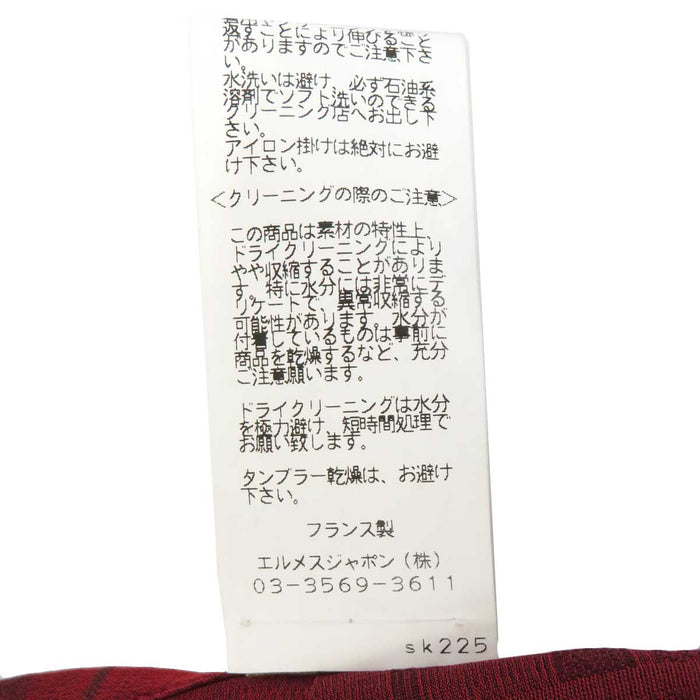 返すごとにより伸びること
がありますのでご注意下さ
い。
水洗いは避け、必ず石油系
溶剤でソフト洗いのできる
クリーニング店へお出し下
さい。
アイロン掛けは絶対にお避
け下さい。
＜クリーニングの際のご注意＞
この商品は素材の特性上、
ドライクリーニングにより
やや収縮することがありま
す。特に水分には非常にデ
リケートで、異常収縮する
可能性があります。水分が
付着しているものは事前に
商品を乾燥するなど、充分
ご注意願います。
ドライクリーニングは水分
を極力避け、短時間処理で
お願い致します。
タンブラー乾燥は、お避け
下さい。
フランス製
エルメスジャポン（株）
03-3569-3611
sk225